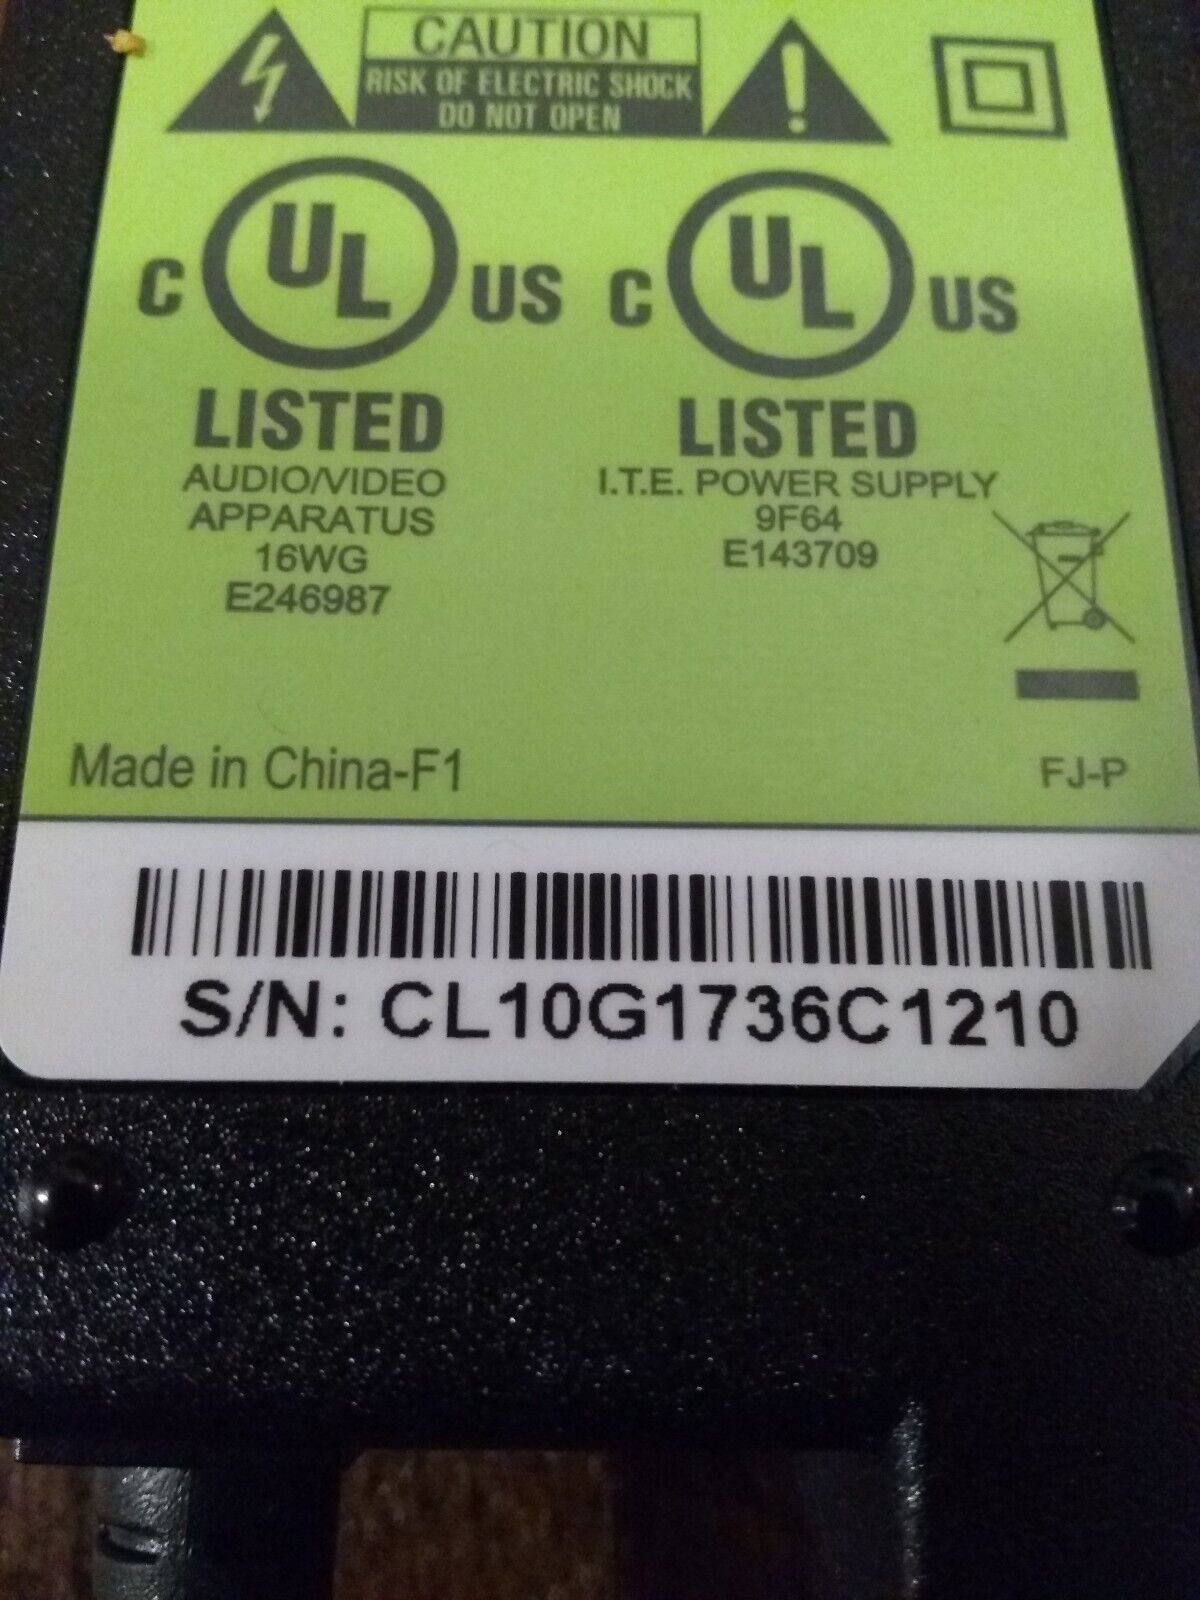 CAUTION
RISK OF ELECTRIC SHOCK
DO NOT OPEN
C UL US
LISTED
AUDIO/VIDEO
APPARATUS
16WG
E246987
C UL US
LISTED
I.T.E. POWER SUPPLY
9F64
E143709
Made in China-F1
FJ-P
S/N: CL10G1736C1210